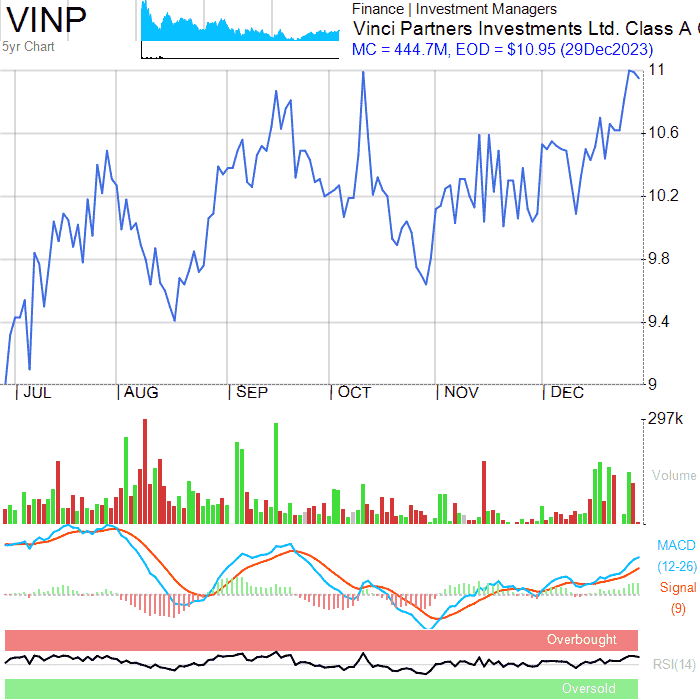 VINP
5yr Chart
Finance | Investment Managers
Vinci Partners Investments Ltd. Class A
MC = 444.7M, EOD = $10.95 (29Dec2023)
11
10.6
10.2
9.8
9.4
9
JUL AUG SEP OCT NOV DEC
297k
Volume
MACD
(12-26)
Signal
(9)
Overbought
RSI(14)
Oversold